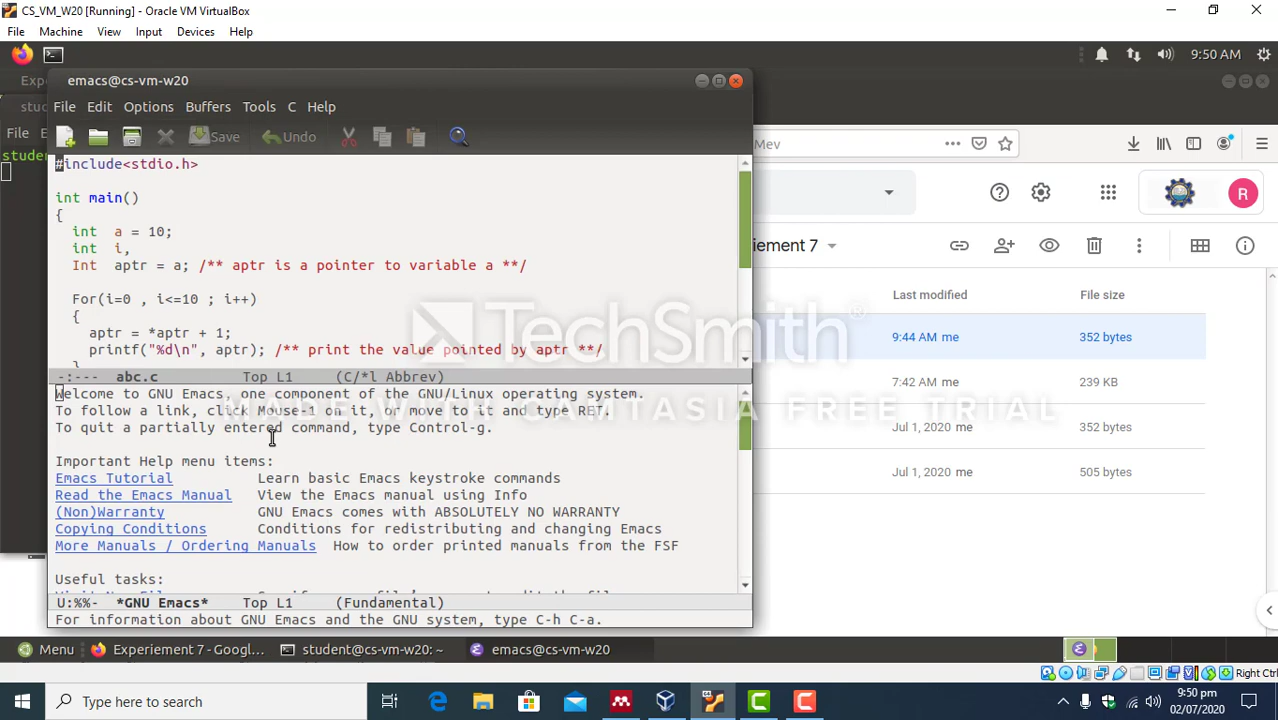 CS_VM_W20 [Running] - Oracle VM VirtualBox
File Machine View Input Devices Help
9:50 AM
emacs@cs-vm-w20
File Edit Options Buffers Tools C Help
Save Undo
#include<stdio.h>
int main()
{
int a = 10;
int i,
Int aptr = a; /** aptr is a pointer to variable a **/
For(i=0 , i<=10 ; i++)
{
aptr = *aptr + 1;
printf("%d\n", aptr); /** print the value pointed by aptr **/
}
-:--- abc.c Top L1 (C/*l Abbrev)
Welcome to GNU Emacs, one component of the GNU/Linux operating system.
To follow a link, click Mouse-1 on it, or move to it and type RET.
To quit a partially entered command, type Control-g.
Important Help menu items:
Emacs Tutorial Learn basic Emacs keystroke commands
Read the Emacs Manual View the Emacs manual using Info
(Non)Warranty GNU Emacs comes with ABSOLUTELY NO WARRANTY
Copying Conditions Conditions for redistributing and changing Emacs
More Manuals / Ordering Manuals How to order printed manuals from the FSF
Useful tasks:
U:%%- *GNU Emacs* Top L1 (Fundamental)
For information about GNU Emacs and the GNU system, type C-h C-a.
Exp
stud
File E
stude
Mev
R
iement 7
Last modified File size
9:44 AM me 352 bytes
7:42 AM me 239 KB
Jul 1, 2020 me 352 bytes
Jul 1, 2020 me 505 bytes
TechSmith®
MADE WITH CAMTASIA FREE TRIAL
Menu Experiement 7 - Googl... student@cs-vm-w20: ~ emacs@cs-vm-w20
Right Ctrl
Type here to search
9:50 pm
02/07/2020